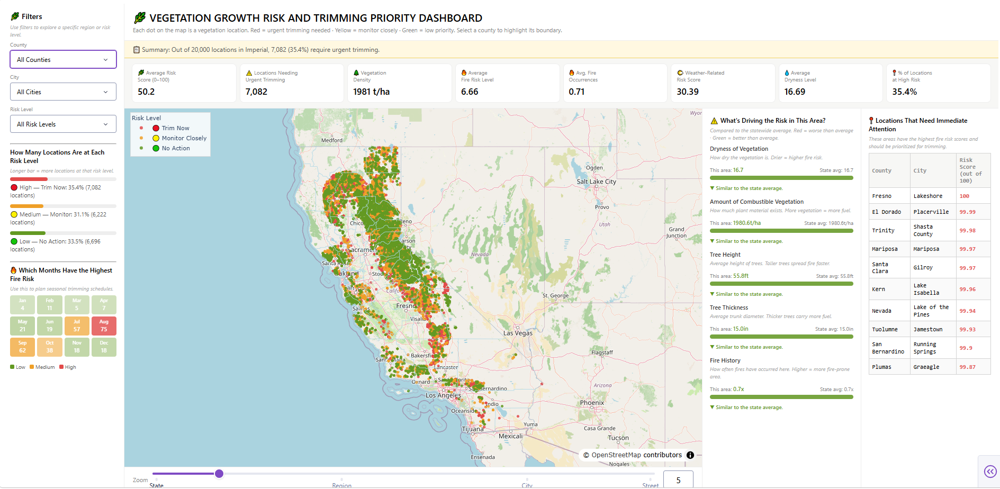 Filters
Use filters to explore a specific region or risk
level.
County
All Counties
City
All Cities
Risk Level
All Risk Levels
How Many Locations Are at Each
Risk Level
Longer bar = more locations at that risk level.
High — Trim Now: 35.4% (7,082
locations)
Medium — Monitor: 31.1% (6,222
locations)
Low — No Action: 33.5% (6,696
locations)
Which Months Have the Highest
Fire Risk
Use this to plan seasonal trimming schedules.
Jan Feb Mar Apr
4 11 5 7
May Jun Jul Aug
21 19 57 75
Sep Oct Nov Dec
62 38 18 18
Low Medium High
VEGETATION GROWTH RISK AND TRIMMING PRIORITY DASHBOARD
Each dot on the map is a vegetation location. Red = urgent trimming needed · Yellow = monitor closely · Green = low priority. Select a county to highlight its boundary.
Summary: Out of 20,000 locations in Imperial, 7,082 (35.4%) require urgent trimming.
Average Risk
Score (0–100)
50.2
Locations Needing
Urgent Trimming
7,082
Vegetation
Density
1981 t/ha
Average
Fire Risk Level
6.66
Avg. Fire
Occurrences
0.71
Weather-Related
Risk Score
30.39
Average
Dryness Level
16.69
% of Locations
at High Risk
35.4%
Risk Level
Trim Now
Monitor Closely
No Action
Medford
Wyor
Ogden
Salt Lake City
Provo
Utah
Grand
Junction
Chico
Reno
Carson
Nevada
Sacramen
Santa Rosa
Oakland
Stoc
San
Califo
Salinas
Fresno
Visalia
St. George
Las Vegas
Flagstaff
Bakersfi
Santa Maria
Lancaster
Oxnard
Santa Clarita
San Bernardino
Los Angeles
Arizona
Indio
Oceanside
Phoenix
Yuma
Casa Grande
Tijuana
Mexicali
Tucson
Ensenada
Nogales
© OpenStreetMap contributors
Zoom
State
Region
City
Street
5
What's Driving the Risk in This Area?
Compared to the statewide average. Red = worse than average
· Green = better than average.
Dryness of Vegetation
How dry the vegetation is. Drier = higher fire risk.
This area: 16.7 State avg: 16.7
▼ Similar to the state average.
Amount of Combustible Vegetation
How much plant material exists. More vegetation = more fuel.
This area: 1980.6t/ha State avg: 1980.6t/ha
▼ Similar to the state average.
Tree Height
Average height of trees. Taller trees spread fire faster.
This area: 55.8ft State avg: 55.8ft
▼ Similar to the state average.
Tree Thickness
Average trunk diameter. Thicker trees carry more fuel.
This area: 15.0in State avg: 15.0in
▼ Similar to the state average.
Fire History
How often fires have occurred here. Higher = more fire-prone
area.
This area: 0.7x State avg: 0.7x
▼ Similar to the state average.
Locations That Need Immediate
Attention
These areas have the highest fire risk scores and
should be prioritized for trimming.
County City Risk Score (out of 100)
Fresno Lakeshore 100
El Dorado Placerville 99.99
Trinity Shasta County 99.98
Mariposa Mariposa 99.97
Santa Clara Gilroy 99.97
Kern Lake Isabella 99.96
Nevada Lake of the Pines 99.94
Tuolumne Jamestown 99.93
San Bernardino Running Springs 99.9
Plumas Graeagle 99.87